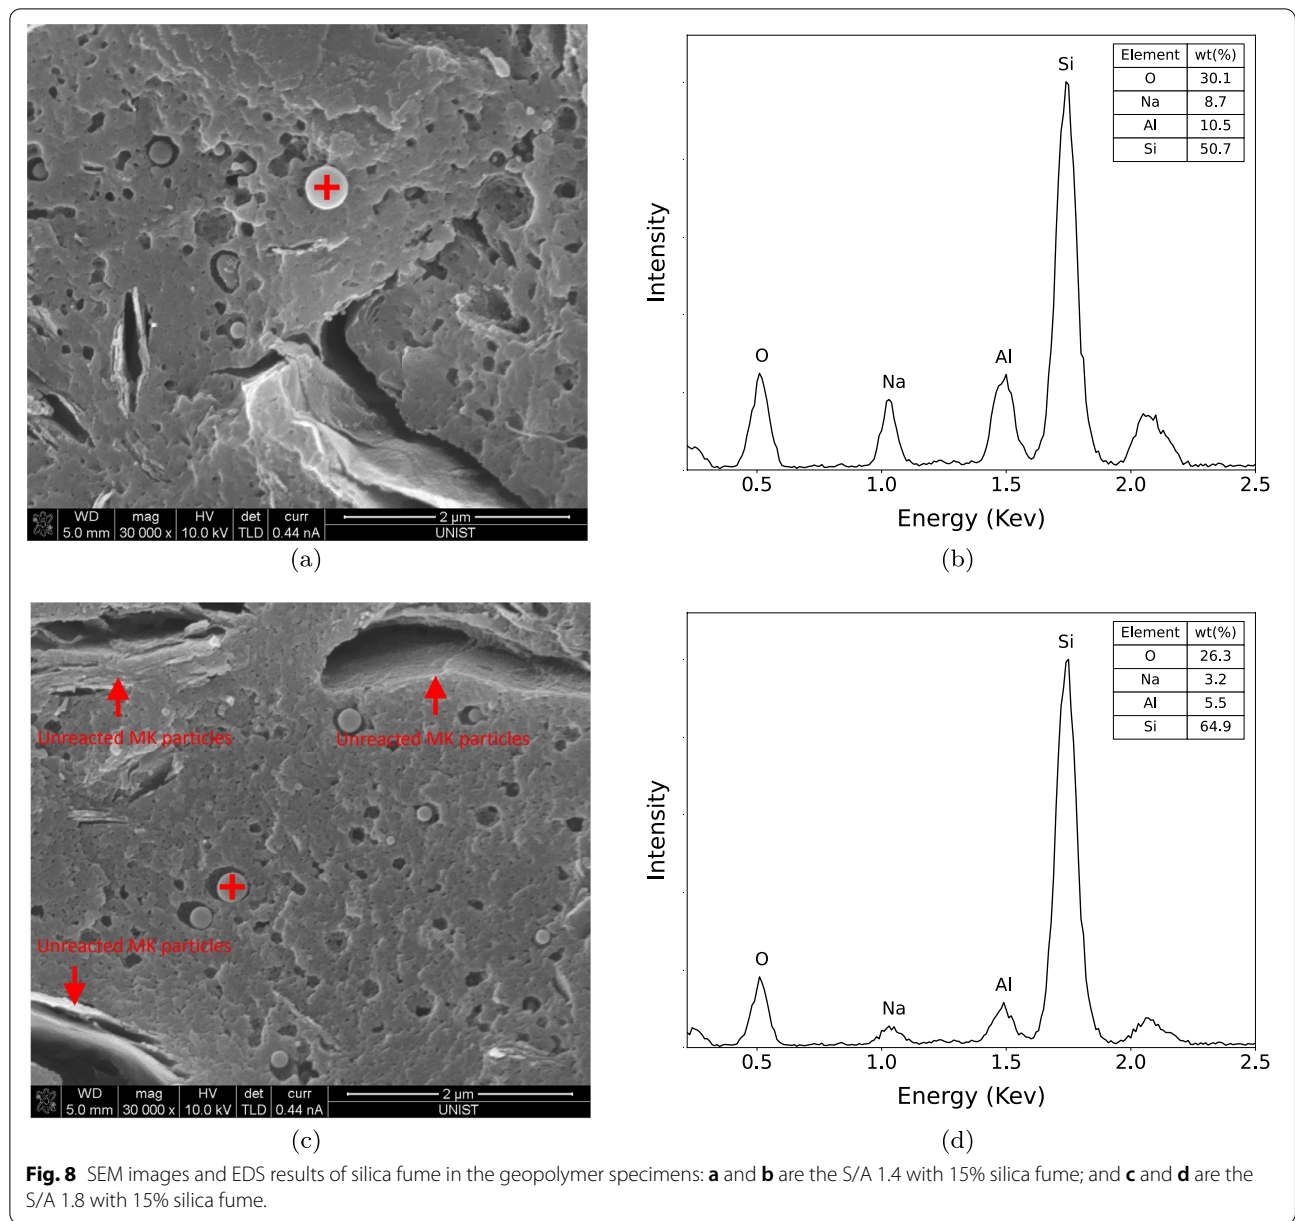 Si
O
Na
Al
Element wt(%)
O 30.1
Na 8.7
Al 10.5
Si 50.7
Intensity
0.5 1.0 1.5 2.0 2.5
Energy (Kev)
WD mag HV det curr 2 µm
5.0 mm 30 000 x 10.0 kV TLD 0.44 nA UNIST
(a)
(b)
Unreacted MK particles
Unreacted MK particles
Unreacted MK particles
WD mag HV det curr 2 µm
5.0 mm 30 000 x 10.0 kV TLD 0.44 nA UNIST
Si
O
Na
Al
Element wt(%)
O 26.3
Na 3.2
Al 5.5
Si 64.9
Intensity
0.5 1.0 1.5 2.0 2.5
Energy (Kev)
(c)
(d)
Fig. 8 SEM images and EDS results of silica fume in the geopolymer specimens: a and b are the S/A 1.4 with 15% silica fume; and c and d are the
S/A 1.8 with 15% silica fume.